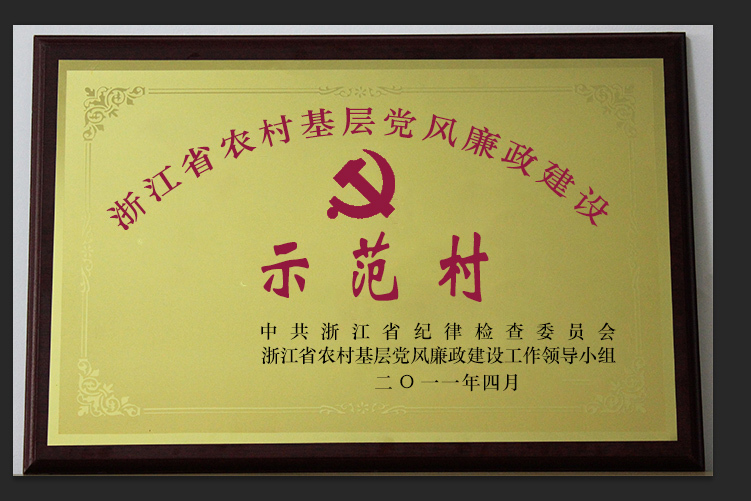 浙江省农村基层党风廉政建设
示范村
中共浙江省纪律检查委员会
浙江省农村基层党风廉政建设工作领导小组
二〇一一年四月